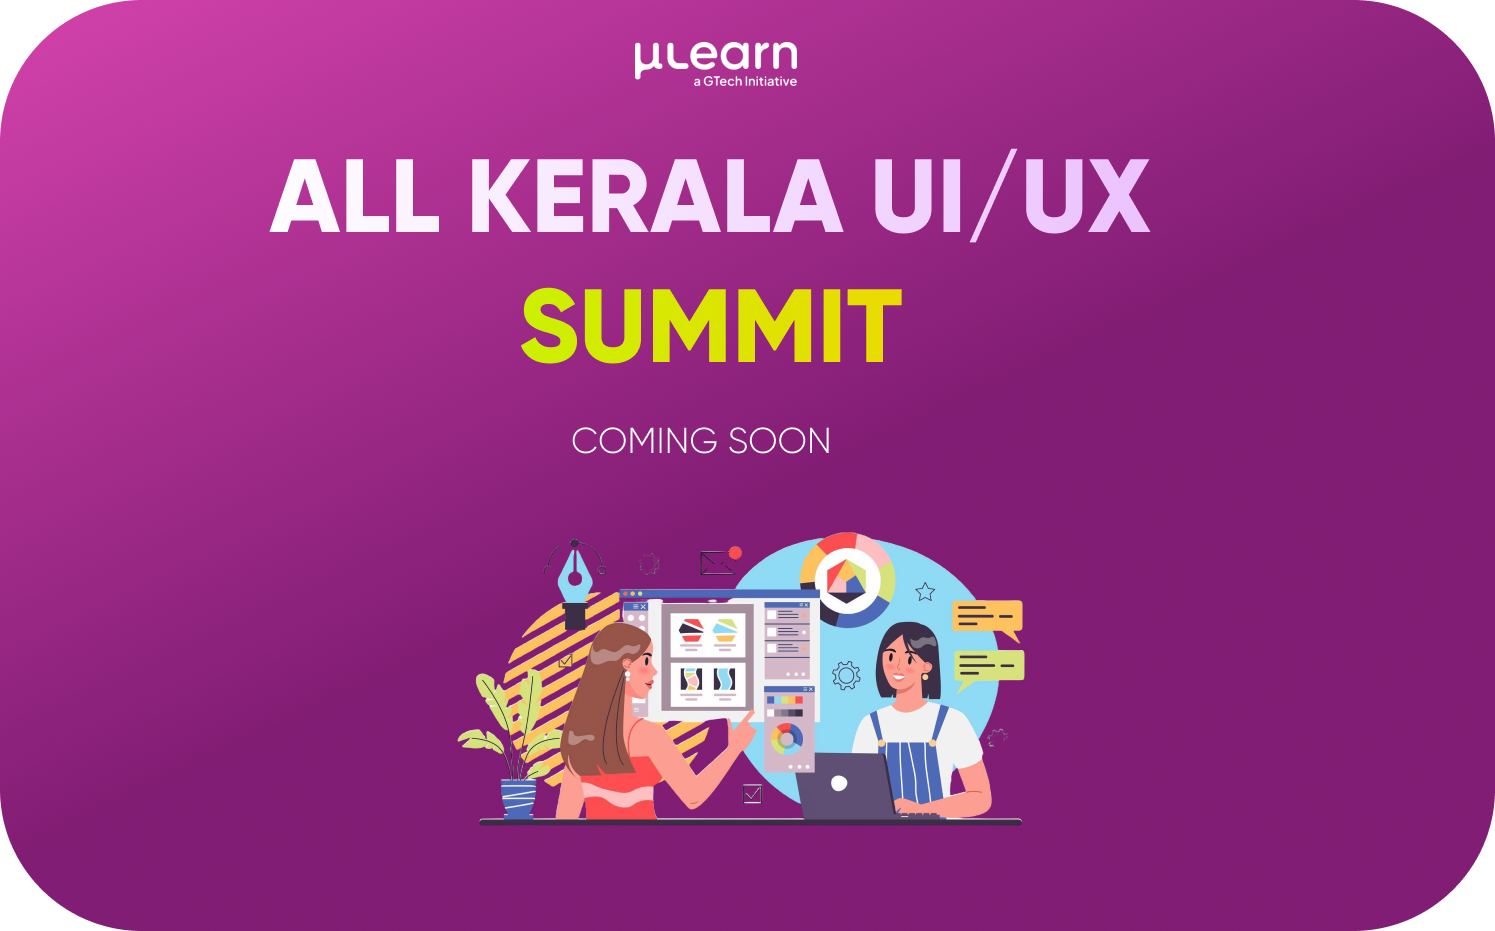 µLearn
a GTech Initiative
ALL KERALA UI/UX
SUMMIT
COMING SOON